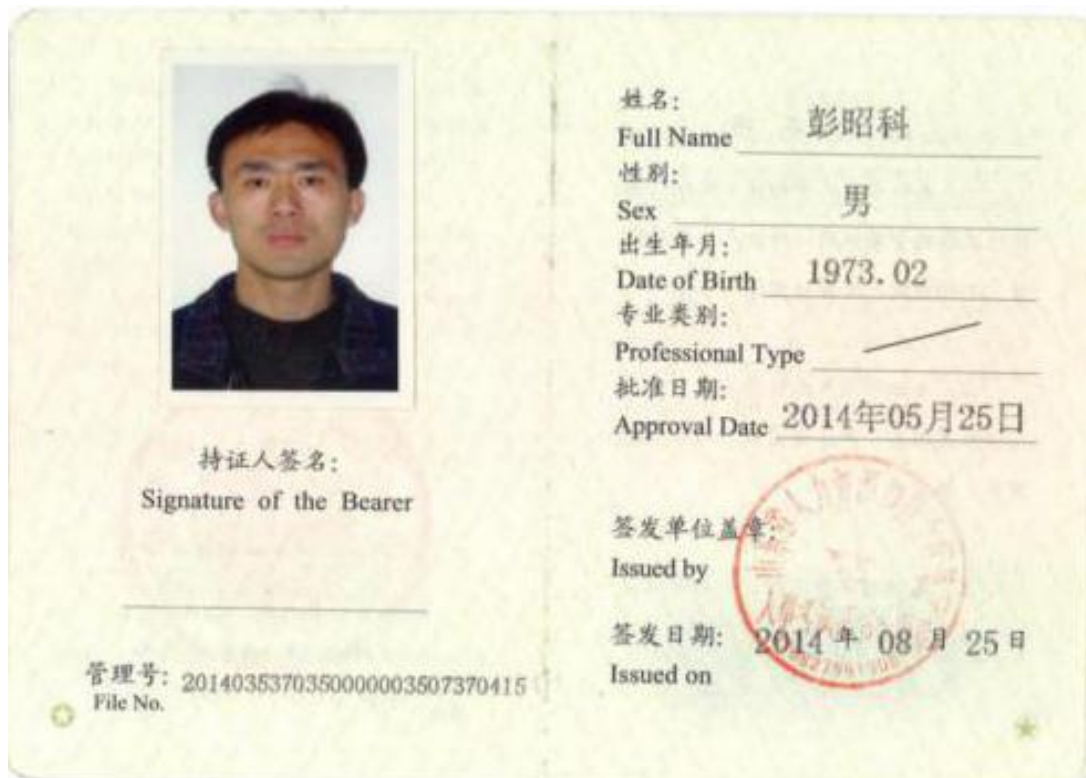 持证人签名:
Signature of the Bearer
管理号: 2014035370350000003507370415
File No.
姓名:
Full Name 彭昭科
性别:
Sex 男
出生年月:
Date of Birth 1973.02
专业类别:
Professional Type
批准日期:
Approval Date 2014年05月25日
签发单位盖章:
Issued by
签发日期: 2014 年 08 月 25 日
Issued on